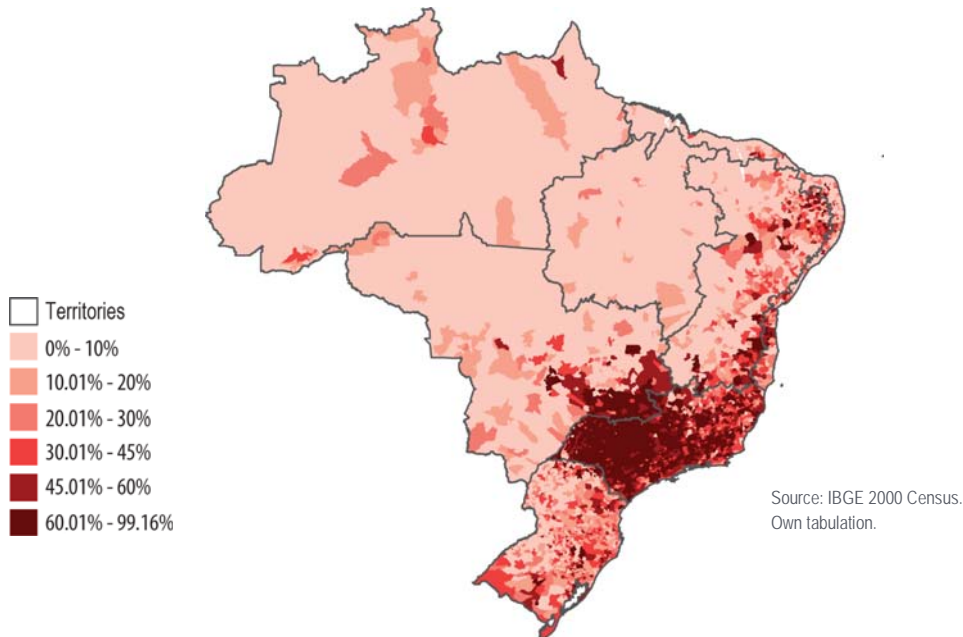 Territories
0% - 10%
10.01% - 20%
20.01% - 30%
30.01% - 45%
45.01% - 60%
60.01% - 99.16%
Source: IBGE 2000 Census.
Own tabulation.